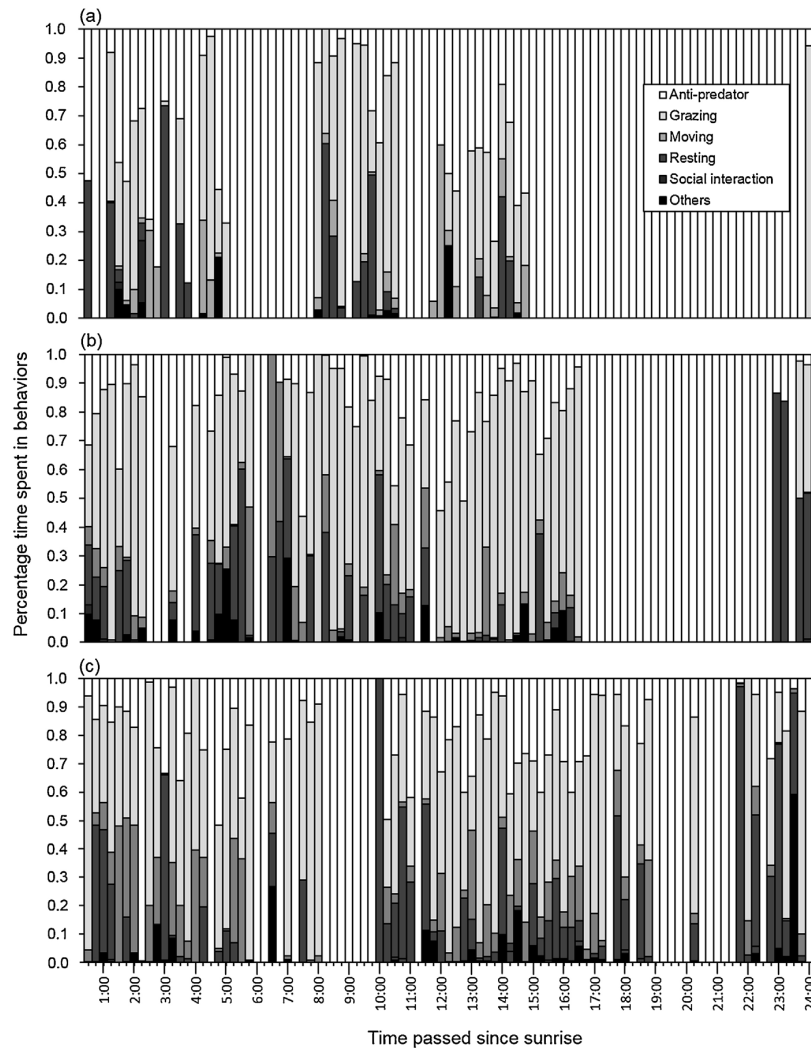 (a)
1.0
0.9
0.8
0.7
0.6
0.5
0.4
0.3
0.2
0.1
0.0
Anti-predator
Grazing
Moving
Resting
Social interaction
Others
(b)
1.0
0.9
0.8
0.7
0.6
0.5
0.4
0.3
0.2
0.1
0.0
Percentage time spent in behaviors
(c)
1.0
0.9
0.8
0.7
0.6
0.5
0.4
0.3
0.2
0.1
0.0
1:00 2:00 3:00 4:00 5:00 6:00 7:00 8:00 9:00 10:00 11:00 12:00 13:00 14:00 15:00 16:00 17:00 18:00 19:00 20:00 21:00 22:00 23:00 24:00
Time passed since sunrise